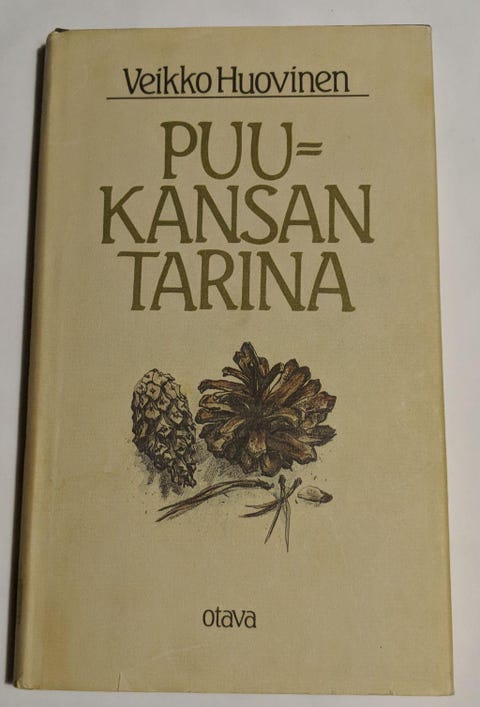 Veikko Huovinen
PUU=
KANSAN
TARINA
otava